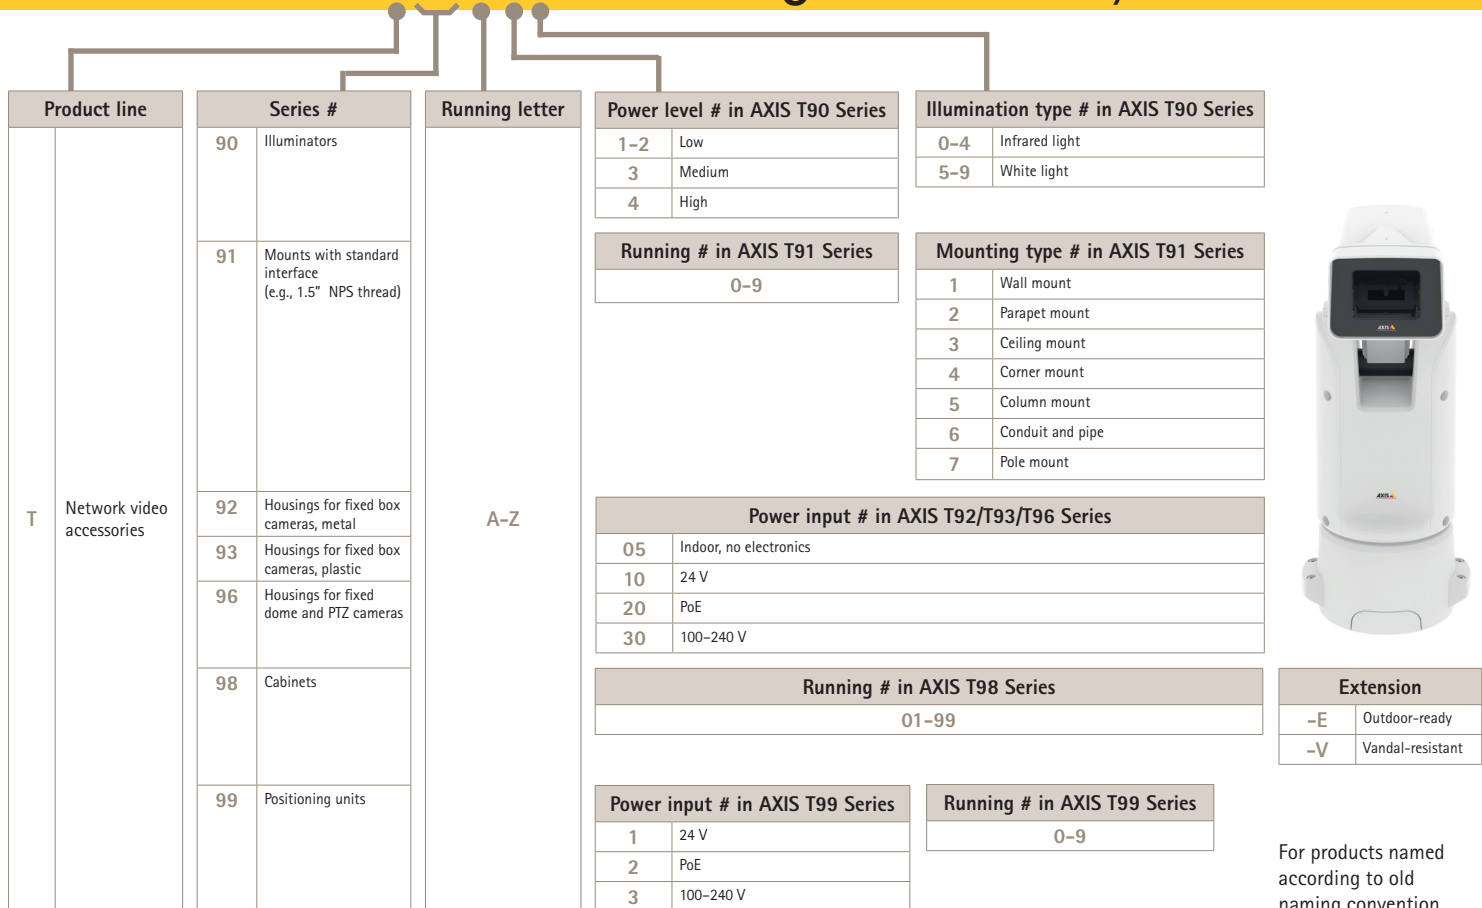 Product line
T
Network video
accessories
Series #
90
Illuminators
91
Mounts with standard
interface
(e.g., 1.5" NPS thread)
92
Housings for fixed box
cameras, metal
93
Housings for fixed box
cameras, plastic
96
Housings for fixed
dome and PTZ cameras
98
Cabinets
99
Positioning units
Running letter
A-Z
Power level # in AXIS T90 Series
1-2 Low
3 Medium
4 High
Illumination type # in AXIS T90 Series
0-4 Infrared light
5-9 White light
Running # in AXIS T91 Series
0-9
Mounting type # in AXIS T91 Series
1 Wall mount
2 Parapet mount
3 Ceiling mount
4 Corner mount
5 Column mount
6 Conduit and pipe
7 Pole mount
Power input # in AXIS T92/T93/T96 Series
05 Indoor, no electronics
10 24 V
20 PoE
30 100-240 V
Running # in AXIS T98 Series
01-99
Power input # in AXIS T99 Series
1 24 V
2 PoE
3 100-240 V
Running # in AXIS T99 Series
0-9
AXIS
AXIS
Extension
-E Outdoor-ready
-V Vandal-resistant
For products named
according to old
naming convention